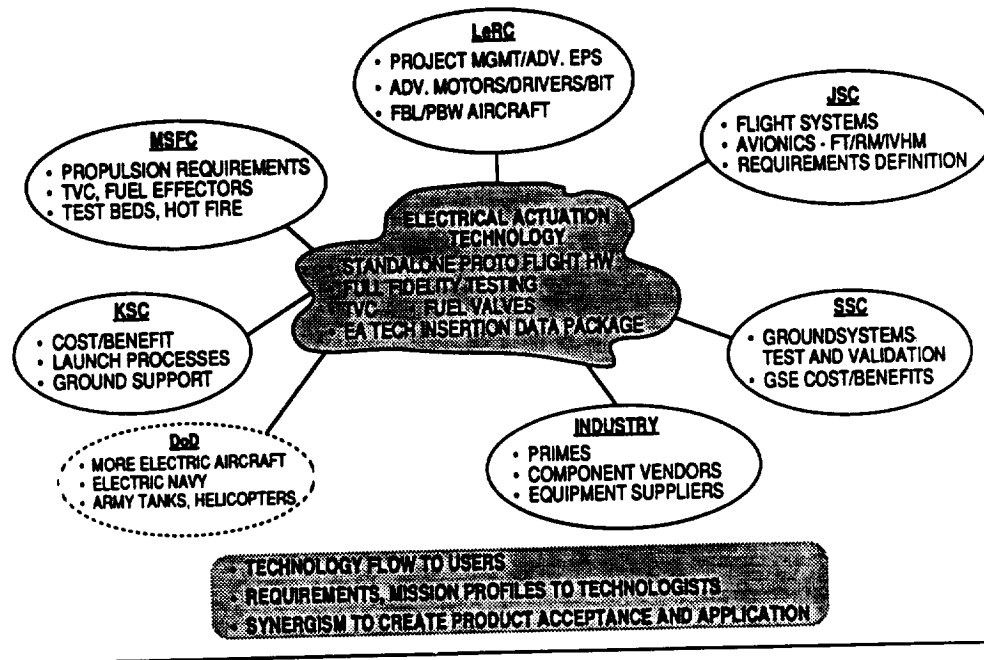 LeRC
• PROJECT MGMT/ADV. EPS
• ADV. MOTORS/DRIVERS/BIT
• FBL/PBW AIRCRAFT
JSC
• FLIGHT SYSTEMS
• AVIONICS - FT/RM/IVHM
• REQUIREMENTS DEFINITION
MSFC
• PROPULSION REQUIREMENTS
• TVC, FUEL EFFECTORS
• TEST BEDS, HOT FIRE
ELECTRICAL ACTUATION
TECHNOLOGY
• STANDALONE PROTO FLIGHT HW
• FULL FIDELITY TESTING
• TVC FUEL VALVES
• EA TECH INSERTION DATA PACKAGE
KSC
• COST/BENEFIT
• LAUNCH PROCESSES
• GROUND SUPPORT
SSC
• GROUNDSYSTEMS
TEST AND VALIDATION
• GSE COST/BENEFITS
DoD
• MORE ELECTRIC AIRCRAFT
• ELECTRIC NAVY
• ARMY TANKS, HELICOPTERS
INDUSTRY
• PRIMES
• COMPONENT VENDORS
• EQUIPMENT SUPPLIERS
• TECHNOLOGY FLOW TO USERS
• REQUIREMENTS, MISSION PROFILES TO TECHNOLOGISTS
• SYNERGISM TO CREATE PRODUCT ACCEPTANCE AND APPLICATION